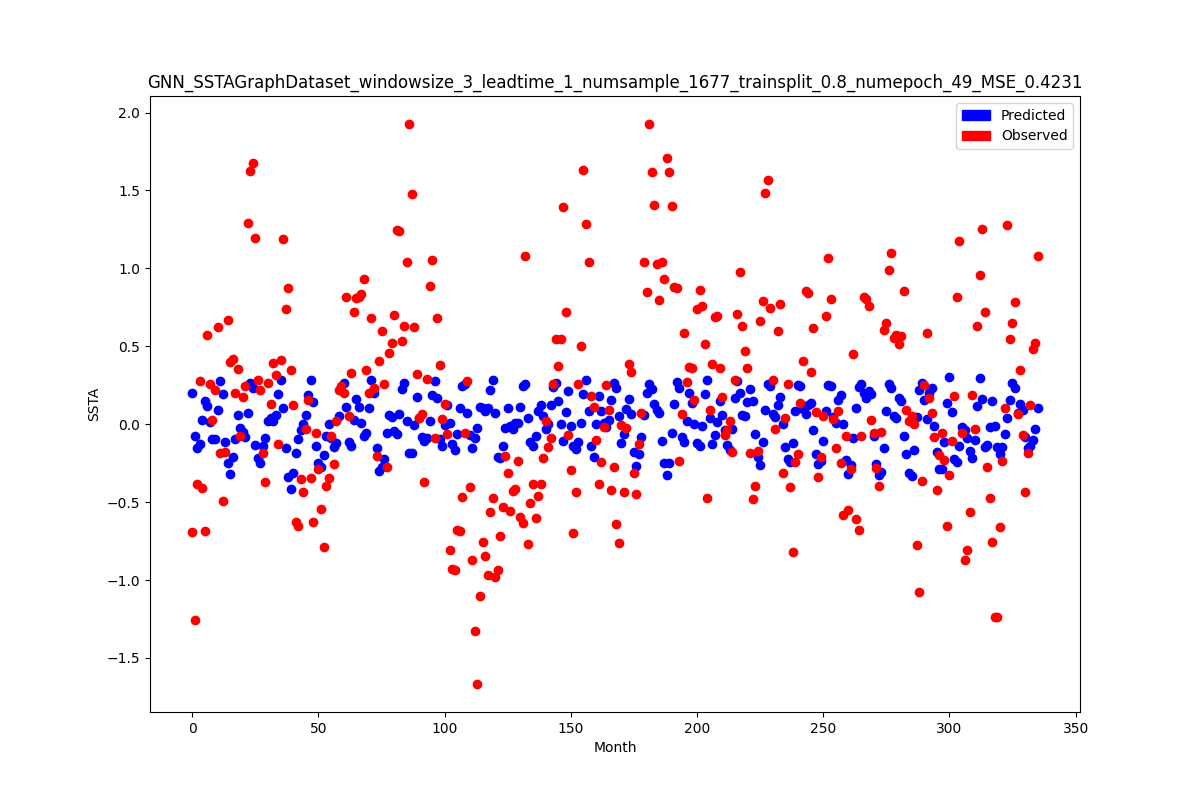 GNN_SSTAGraphDataset_windowsize_3_leadtime_1_numsample_1677_trainsplit_0.8_numepoch_49_MSE_0.4231
Predicted
Observed
2.0
1.5
1.0
0.5
0.0
−0.5
−1.0
−1.5
SSTA
0 50 100 150 200 250 300 350
Month